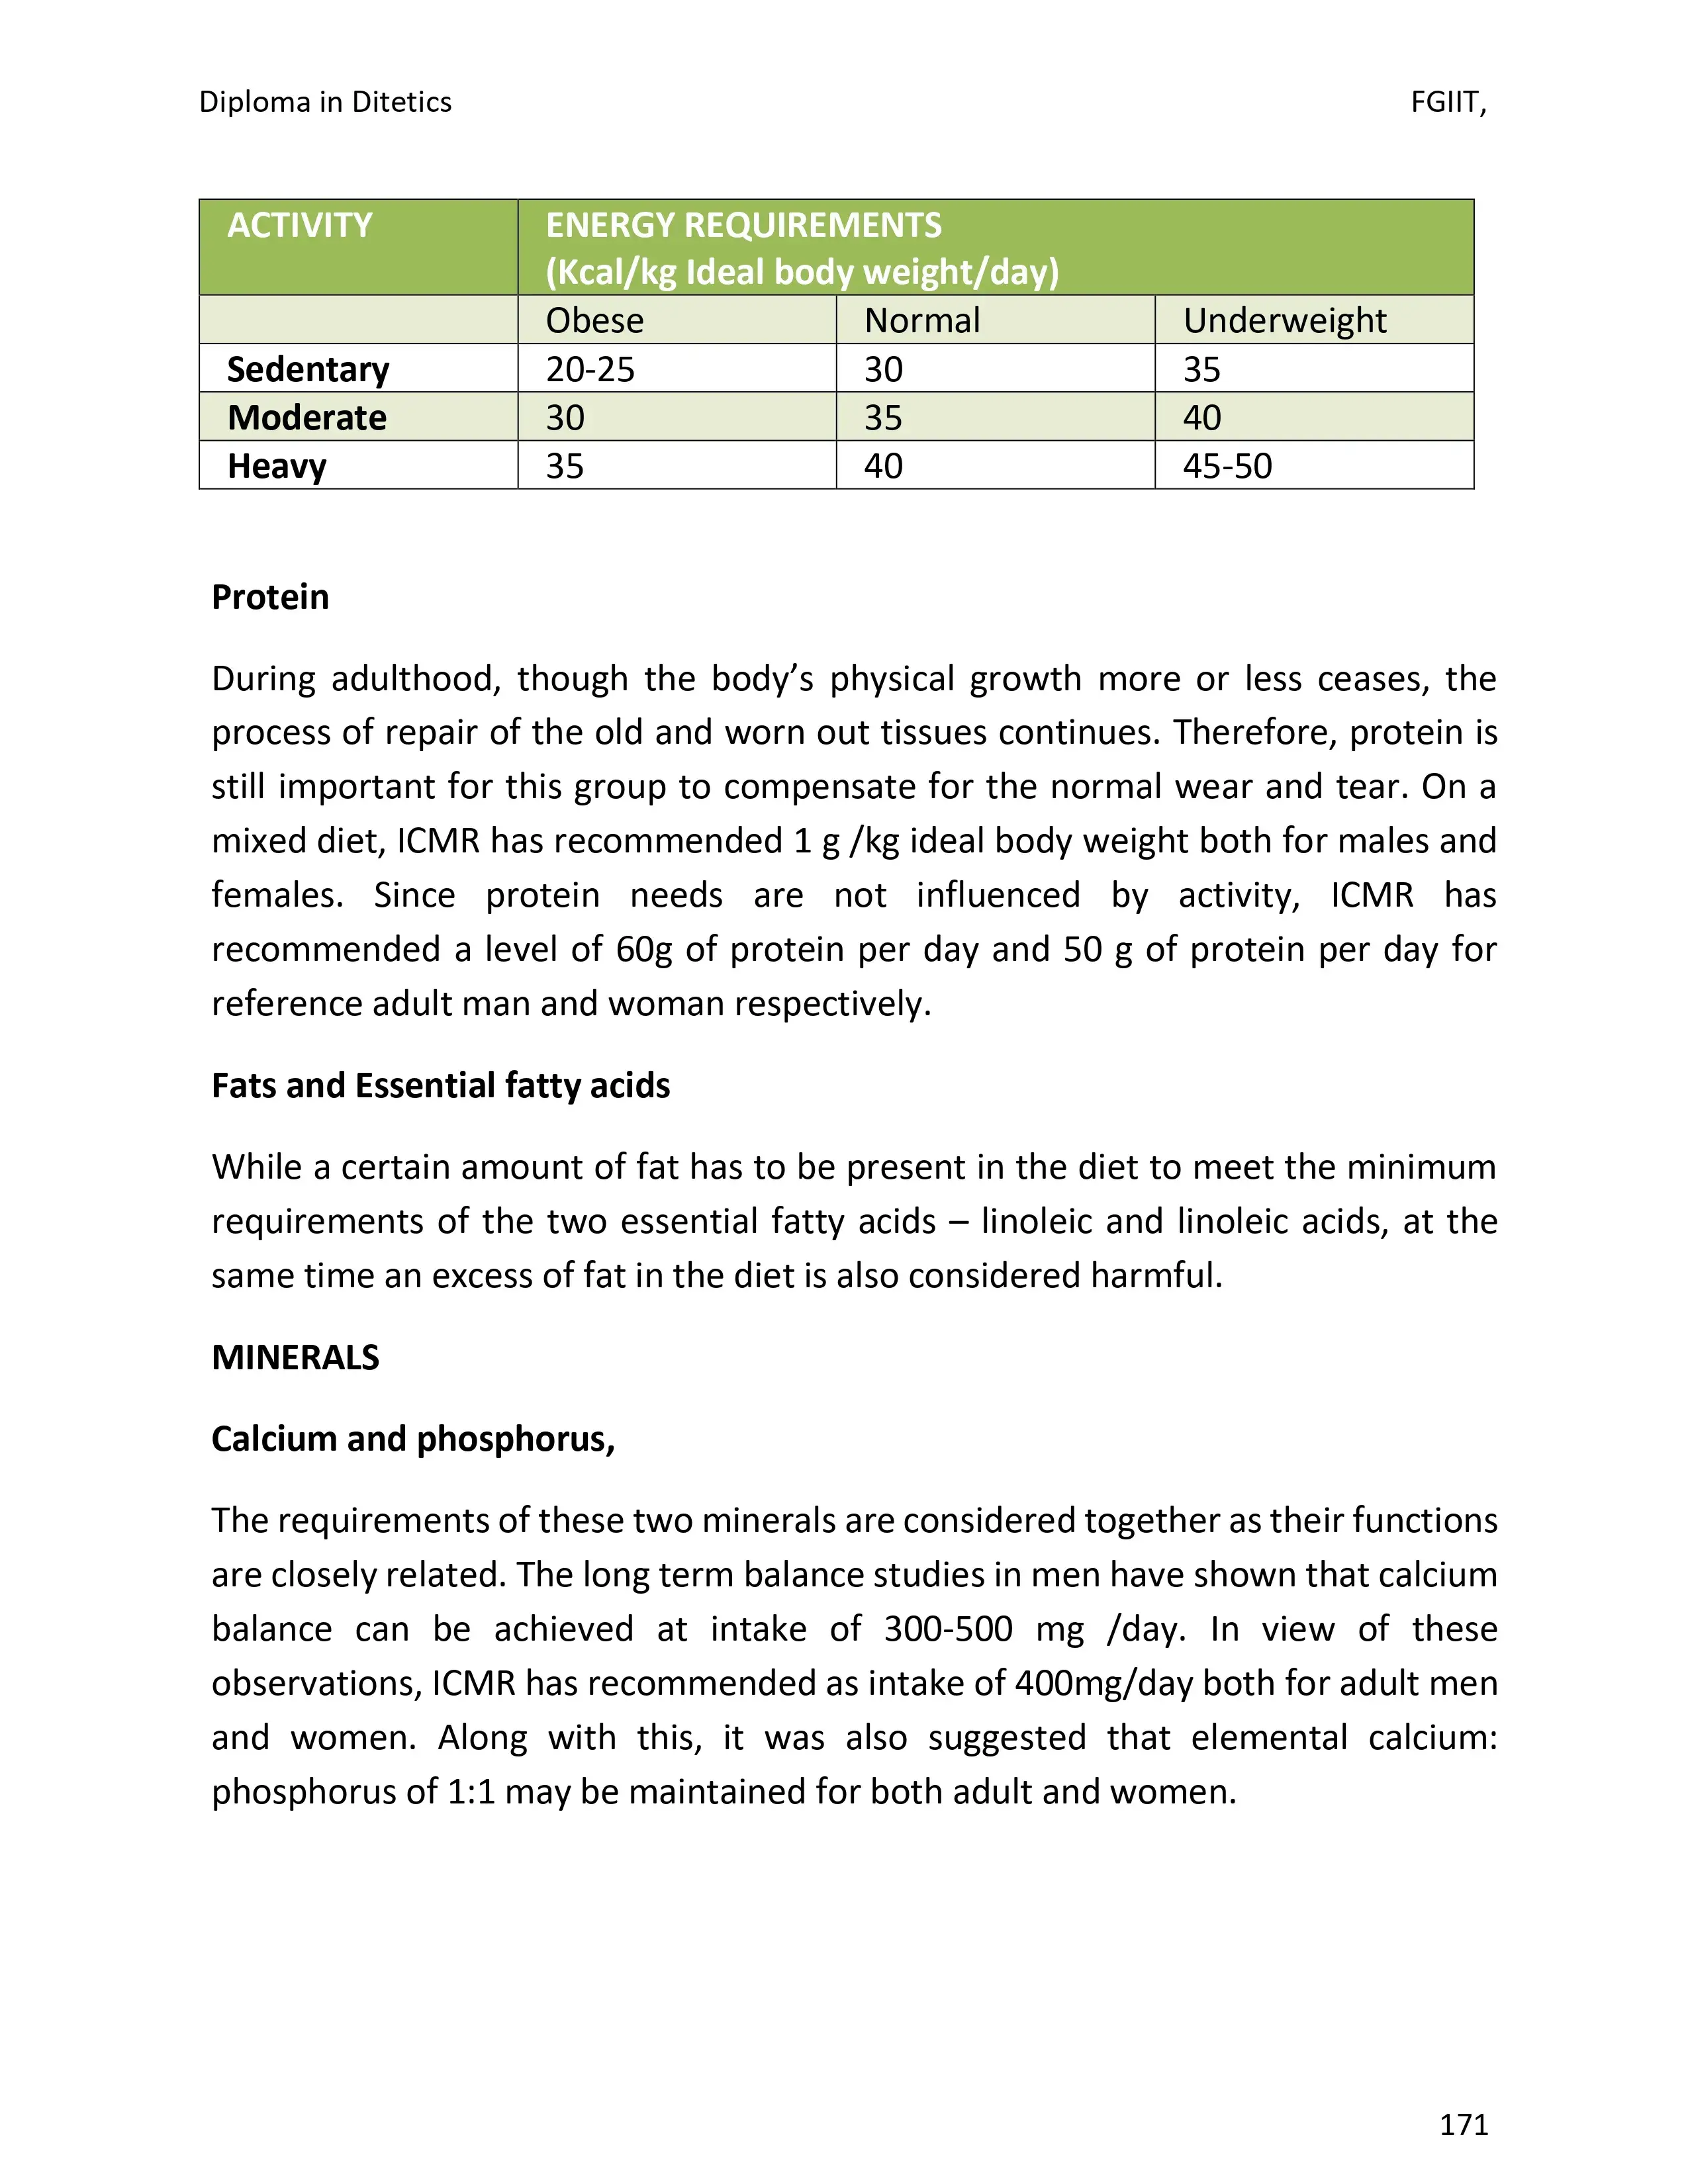 Diploma in Ditetics FGIIT,
ACTIVITY ENERGY REQUIREMENTS
(Kcal/kg Ideal body weight/day)
Obese Normal Underweight
Sedentary 20-25 30 35
Moderate 30 35 40
Heavy 35 40 45-50
Protein
During adulthood, though the body’s physical growth more or less ceases, the
process of repair of the old and worn out tissues continues. Therefore, protein is
still important for this group to compensate for the normal wear and tear. On a
mixed diet, ICMR has recommended 1 g /kg ideal body weight both for males and
females. Since protein needs are not influenced by activity, ICMR has
recommended a level of 60g of protein per day and 50 g of protein per day for
reference adult man and woman respectively.
Fats and Essential fatty acids
While a certain amount of fat has to be present in the diet to meet the minimum
requirements of the two essential fatty acids – linoleic and linoleic acids, at the
same time an excess of fat in the diet is also considered harmful.
MINERALS
Calcium and phosphorus,
The requirements of these two minerals are considered together as their functions
are closely related. The long term balance studies in men have shown that calcium
balance can be achieved at intake of 300-500 mg /day. In view of these
observations, ICMR has recommended as intake of 400mg/day both for adult men
and women. Along with this, it was also suggested that elemental calcium:
phosphorus of 1:1 may be maintained for both adult and women.
171